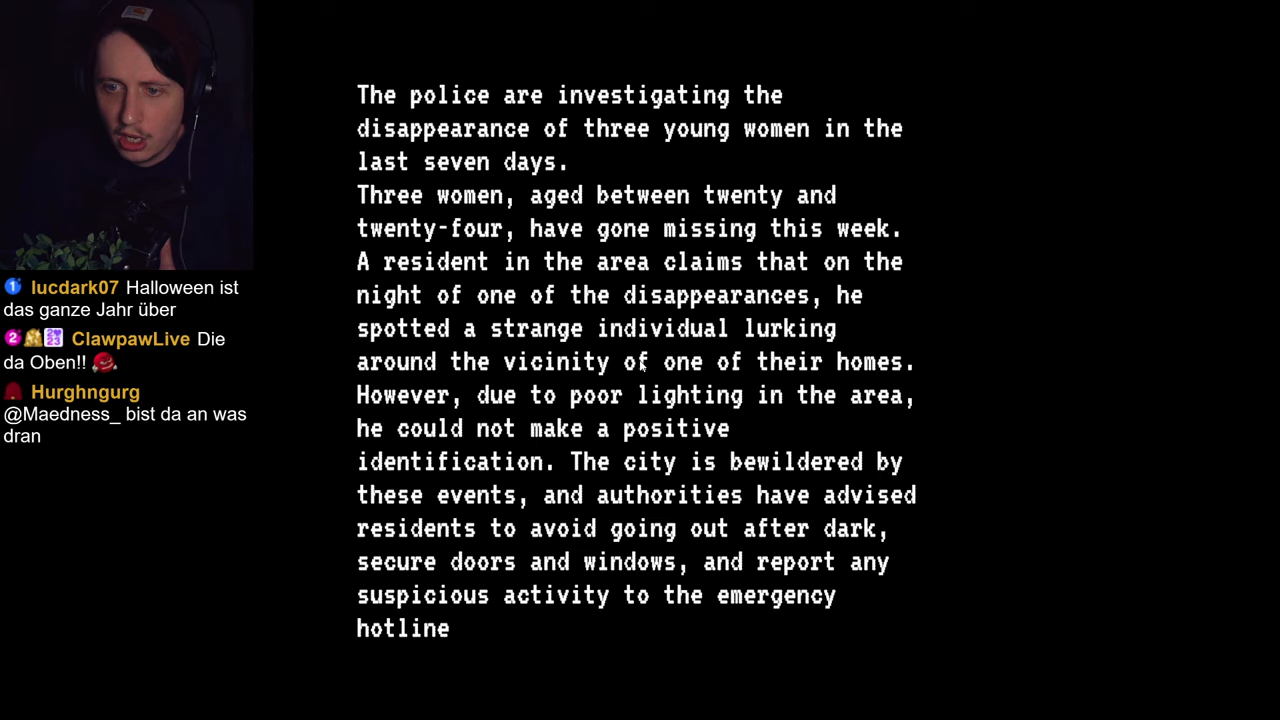 The police are investigating the
disappearance of three young women in the
last seven days.
Three women, aged between twenty and
twenty-four, have gone missing this week.
A resident in the area claims that on the
night of one of the disappearances, he
spotted a strange individual lurking
around the vicinity of one of their homes.
However, due to poor lighting in the area,
he could not make a positive
identification. The city is bewildered by
these events, and authorities have advised
residents to avoid going out after dark,
secure doors and windows, and report any
suspicious activity to the emergency
hotline
lucdark07 Halloween ist
das ganze Jahr über
ClawpawLive Die
da Oben!!
Hurghngurg
@Maedness_ bist da an was
dran